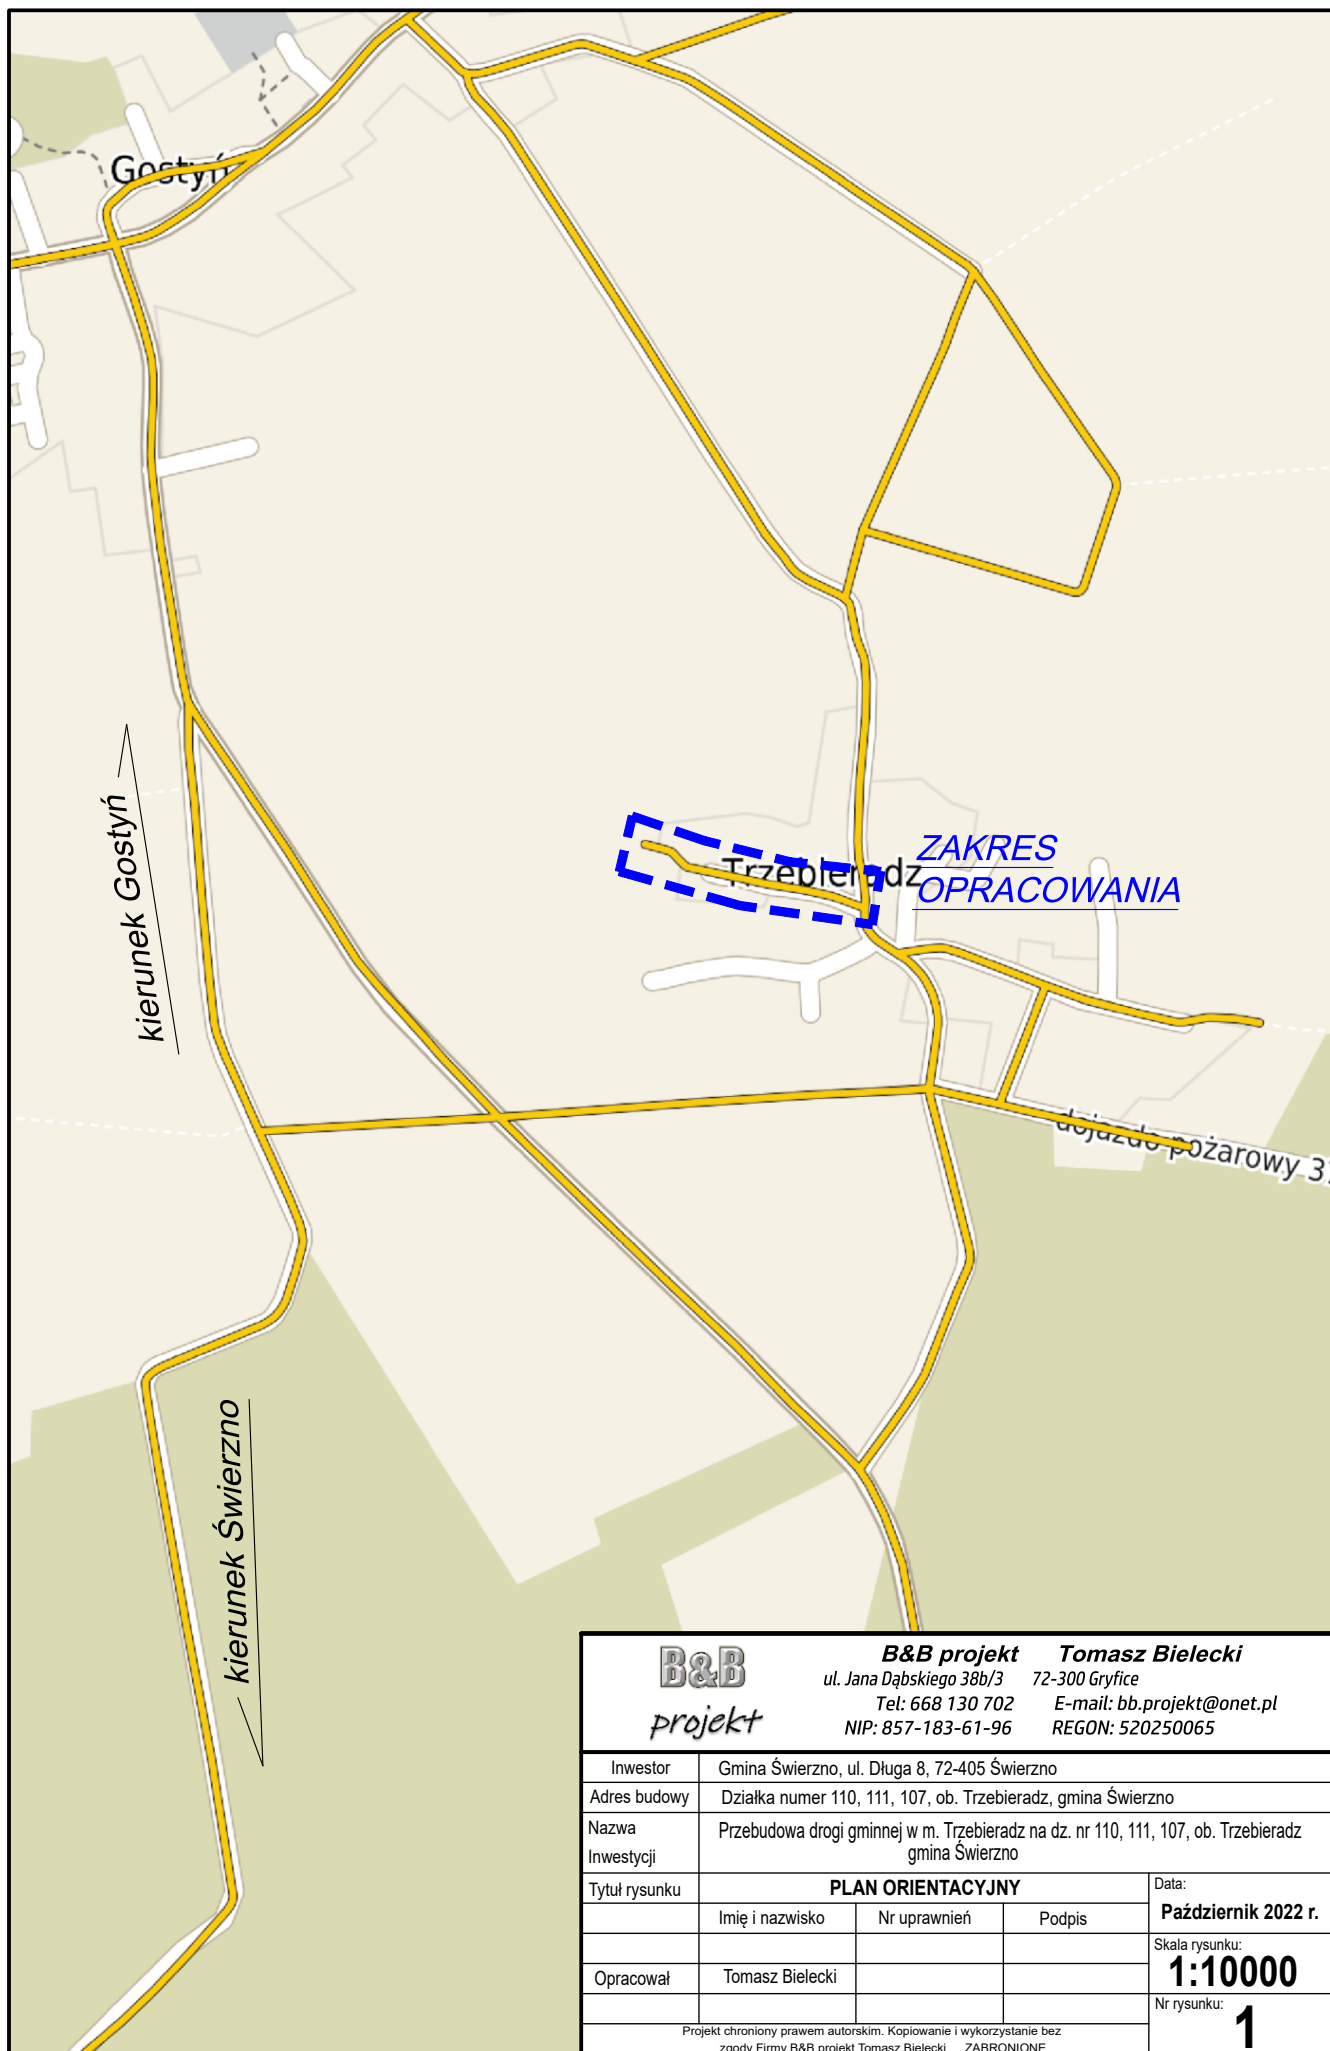 Gostyń
kierunek Gostyń
Trzebieradz
ZAKRES
OPRACOWANIA
dojazdo pożarowy 3
kierunek Świerzno
B&B
projekt
B&B projekt Tomasz Bielecki
ul. Jana Dąbskiego 38b/3 72-300 Gryfice
Tel: 668 130 702 E-mail: bb.projekt@onet.pl
NIP: 857-183-61-96 REGON: 520250065
Inwestor Gmina Świerzno, ul. Długa 8, 72-405 Świerzno
Adres budowy Działka numer 110, 111, 107, ob. Trzebieradz, gmina Świerzno
Nazwa
Inwestycji
Przebudowa drogi gminnej w m. Trzebieradz na dz. nr 110, 111, 107, ob. Trzebieradz
gmina Świerzno
Tytuł rysunku PLAN ORIENTACYJNY
Data:
Październik 2022 r.
Imię i nazwisko Nr uprawnień Podpis
Skala rysunku:
1:10000
Opracował Tomasz Bielecki
Nr rysunku:
1
Projekt chroniony prawem autorskim. Kopiowanie i wykorzystanie bez
zgody Firmy B&B projekt Tomasz Bielecki ZABRONIONE